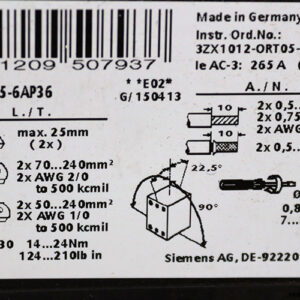 Made in Germany
Instr. Ord.No.:
3ZX1012-ORT05-
Ie AC-3: 265 A
1209 507937
**E02*
G/150413
5-6AP36
L./T.
A./N.
max. 25mm
(2x)
10
2x 0,5...
2x 0,75
2x AWG
10
2x 0,5...
2x 70...240mm²
2x AWG 2/0
to 500 kcmil
22,5°
90°
2x 50...240mm²
2x AWG 1/0
to 500 kcmil
Ø
0,8
7...
30
14...24Nm
124...210lb in
Siemens AG, DE-92220